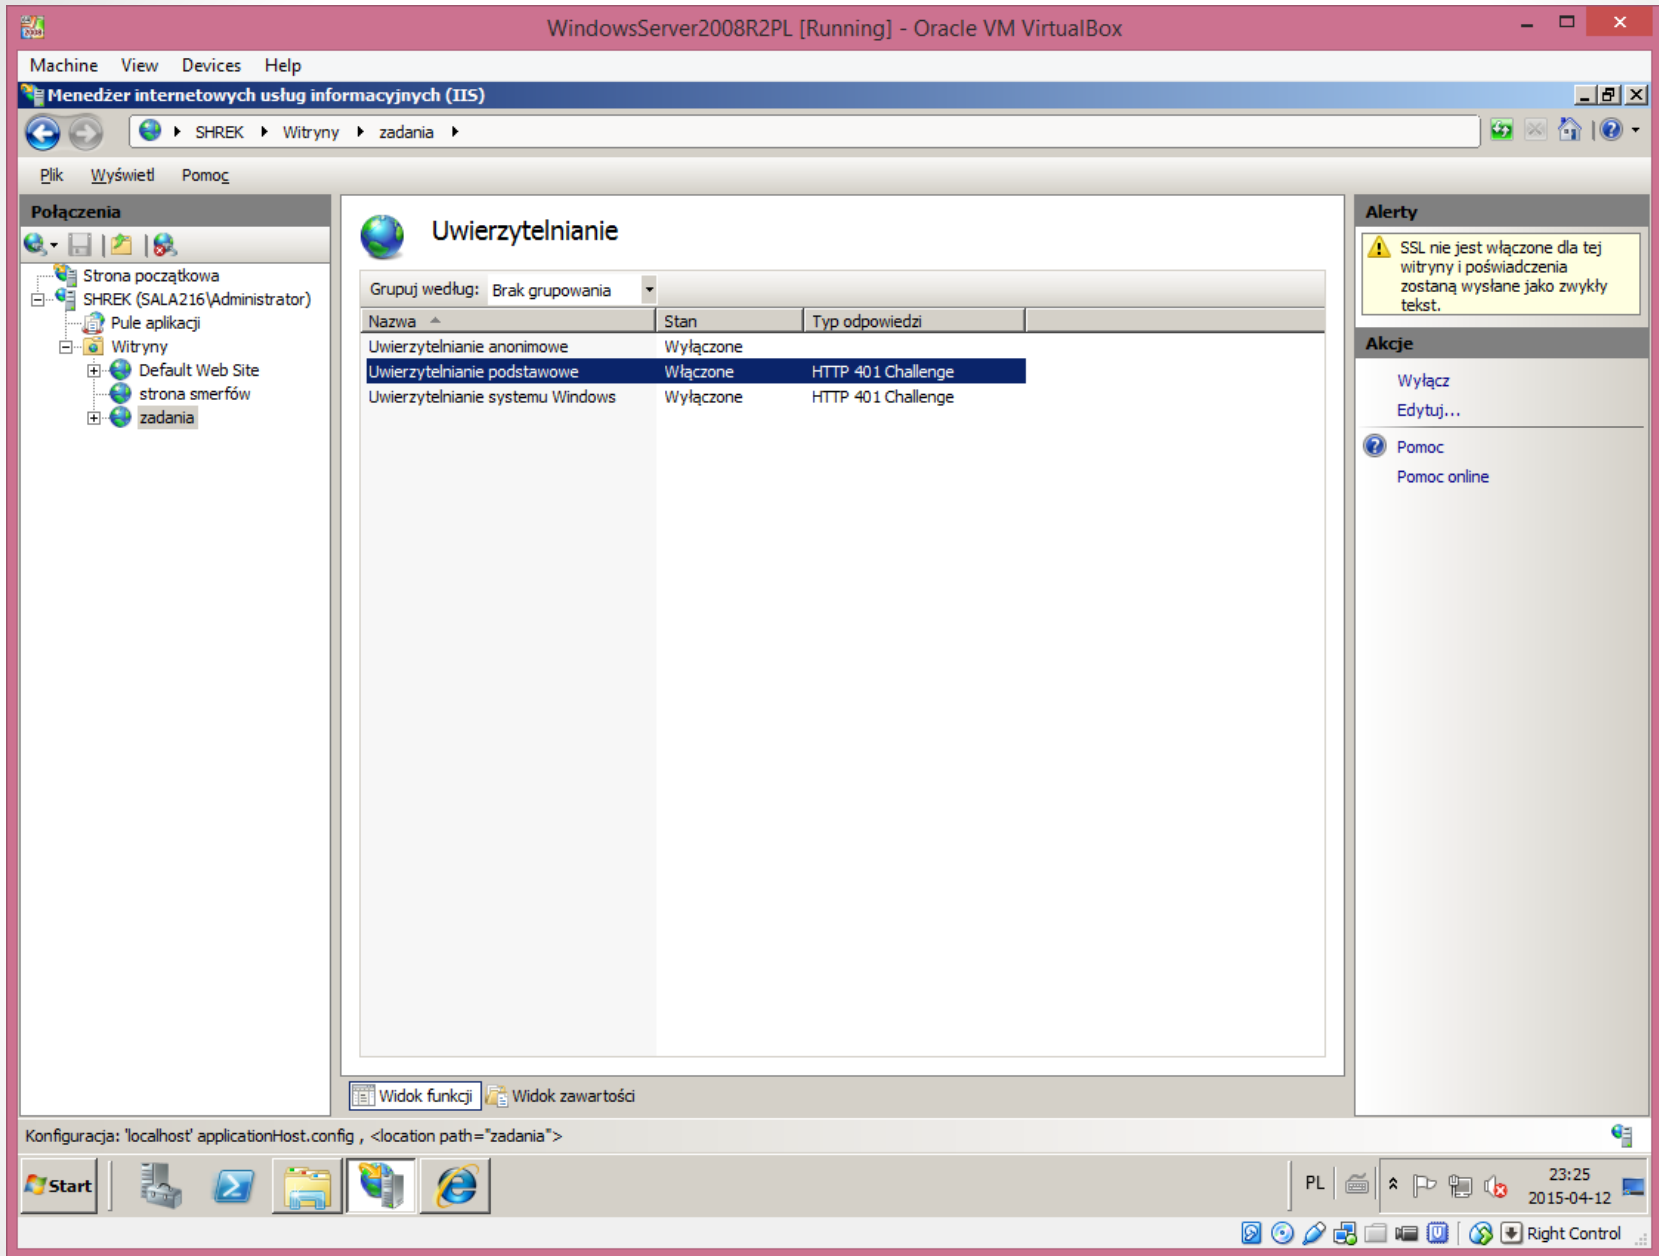 WindowsServer2008R2PL [Running] - Oracle VM VirtualBox
Machine View Devices Help
Menedżer internetowych usług informacyjnych (IIS)
SHREK Witryny zadania
Plik Wyświetl Pomoc
Połączenia
Strona początkowa
SHREK (SALA216\Administrator)
Pule aplikacji
Witryny
Default Web Site
strona smerfów
zadania
Uwierzytelnianie
Grupuj według: Brak grupowania
Nazwa Stan Typ odpowiedzi
Uwierzytelnianie anonimowe Wyłączone
Uwierzytelnianie podstawowe Włączone HTTP 401 Challenge
Uwierzytelnianie systemu Windows Wyłączone HTTP 401 Challenge
Widok funkcji Widok zawartości
Alerty
SSL nie jest włączone dla tej
witryny i poświadczenia
zostaną wysłane jako zwykły
tekst.
Akcje
Wyłącz
Edytuj...
Pomoc
Pomoc online
Konfiguracja: 'localhost' applicationHost.config , <location path="zadania">
Start
PL
23:25
2015-04-12
Right Control